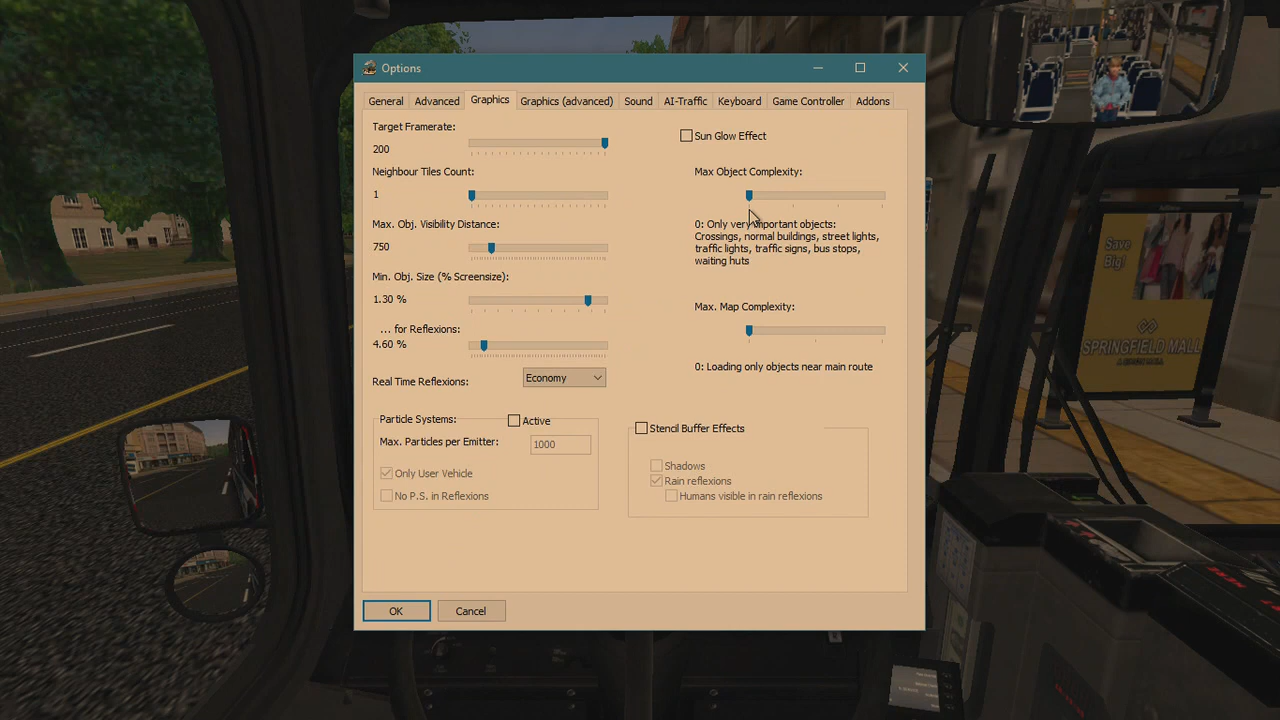 Options
General
Advanced
Graphics
Graphics (advanced)
Sound
AI-Traffic
Keyboard
Game Controller
Addons
Target Framerate:
200
Neighbour Tiles Count:
1
Max. Obj. Visibility Distance:
750
Min. Obj. Size (% Screensize):
1.30 %
... for Reflexions:
4.60 %
Real Time Reflexions:
Economy
Particle Systems:
Active
Max. Particles per Emitter:
1000
Only User Vehicle
No P.S. in Reflexions
Sun Glow Effect
Max Object Complexity:
0: Only very important objects:
Crossings, normal buildings, street lights,
traffic lights, traffic signs, bus stops,
waiting huts
Max. Map Complexity:
0: Loading only objects near main route
Stencil Buffer Effects
Shadows
Rain reflexions
Humans visible in rain reflexions
OK
Cancel
Save
Big!
SPRINGFIELD MALL
HERE